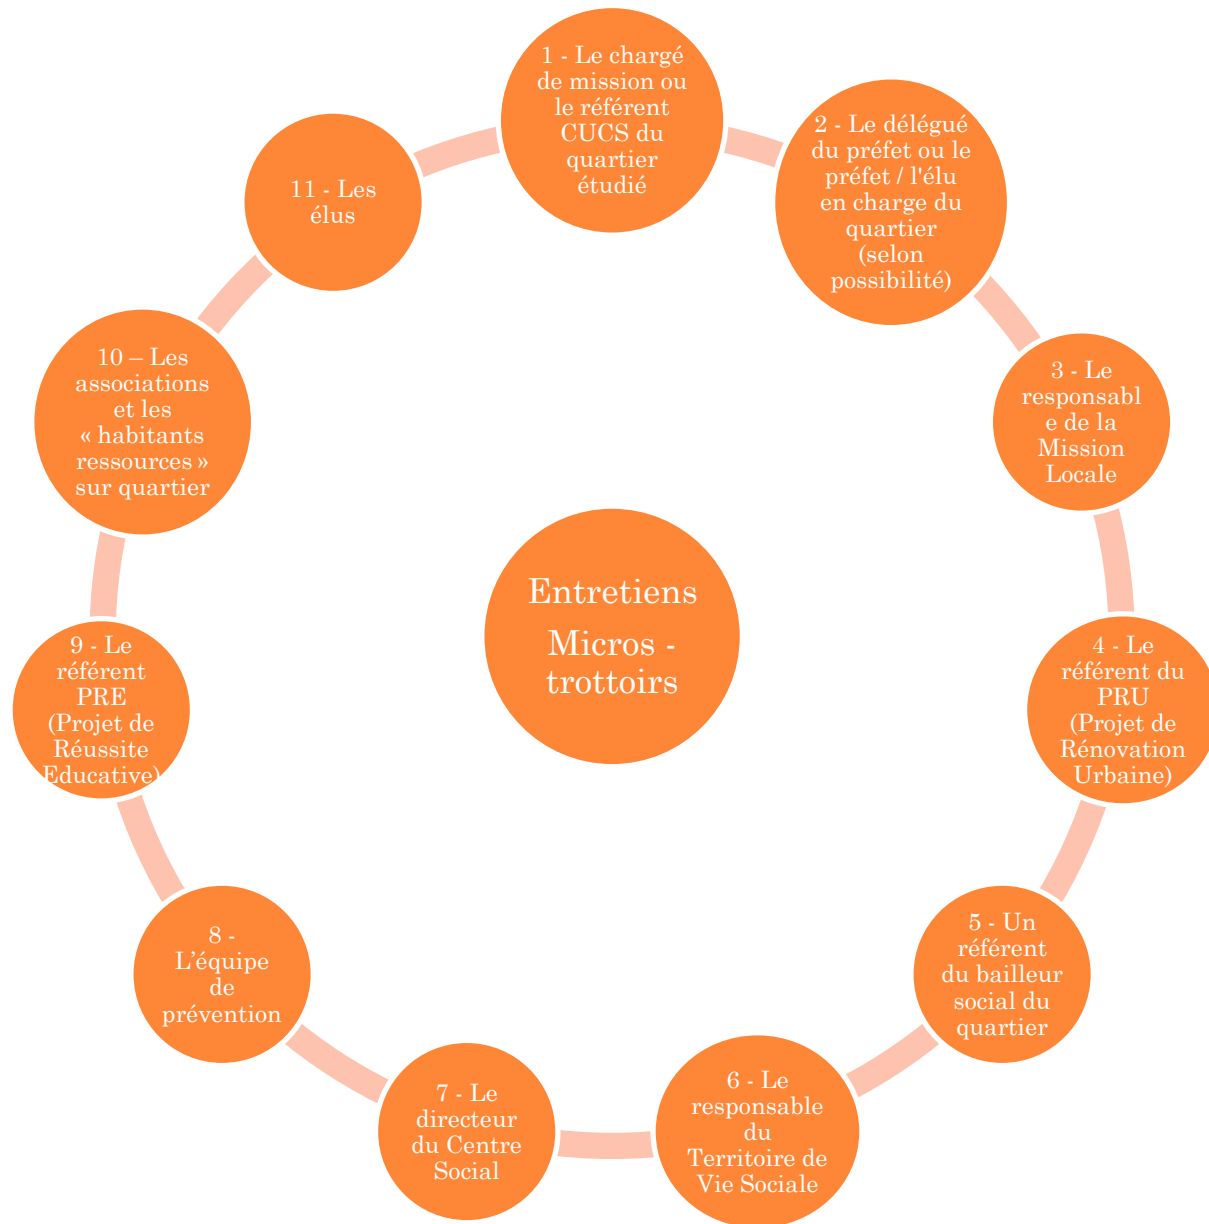 1 - Le chargé
de mission ou
le référent
CUCS du
quartier
étudié
2 - Le délégué
du préfet ou le
préfet / l'élu
en charge du
quartier
(selon
possibilité)
3 - Le
responsabl
e de la
Mission
Locale
4 - Le
référent du
PRU
(Projet de
Rénovation
Urbaine)
5 - Un
référent
du bailleur
social du
quartier
6 - Le
responsable
du
Territoire de
Vie Sociale
7 - Le
directeur
du Centre
Social
8 -
L’équipe
de
prévention
9 - Le
référent
PRE
(Projet de
Réussite
Educative)
10 – Les
associations
et les
« habitants
ressources »
sur quartier
11 - Les
élus
Entretiens
Micros -
trottoirs